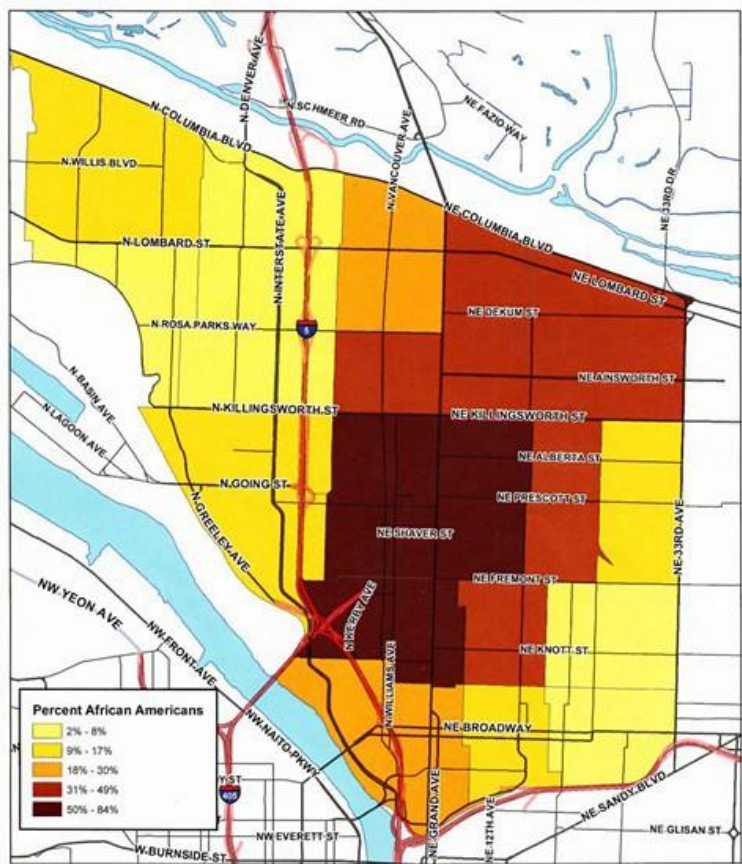 N DENVER AVE
N COLUMBIA BLVD
N SCHMEER RD
N VANCOUVER AVE
NE FAZIO WAY
NE 33RD DR
N WILLIS BLVD
N INTERSTATE AVE
NE COLUMBIA BLVD
N LOMBARD ST
NE LOMBARD ST
NE DEKUM ST
N ROSA PARKS WAY
5
NE AINSWORTH ST
N BASIN AVE
N LAGOON AVE
N KILLINGSWORTH ST
NE KILLINGSWORTH ST
NE ALBERTA ST
N GOING ST
NE PRESCOTT ST
N GREELEY AVE
NE SHAVER ST
NE 33RD AVE
NE FREMONT ST
NW YEON AVE
N KERBY AVE
NW FRONT AVE
NE KNOTT ST
N WILLIAMS AVE
NW NAITO PKWY
NE BROADWAY
Percent African Americans
2% - 8%
9% - 17%
18% - 30%
31% - 49%
50% - 84%
Y ST
405
NE GRAND AVE
NE 12TH AVE
NE SANDY BLVD
NW EVERETT ST
NE GLISAN ST
W BURNSIDE ST